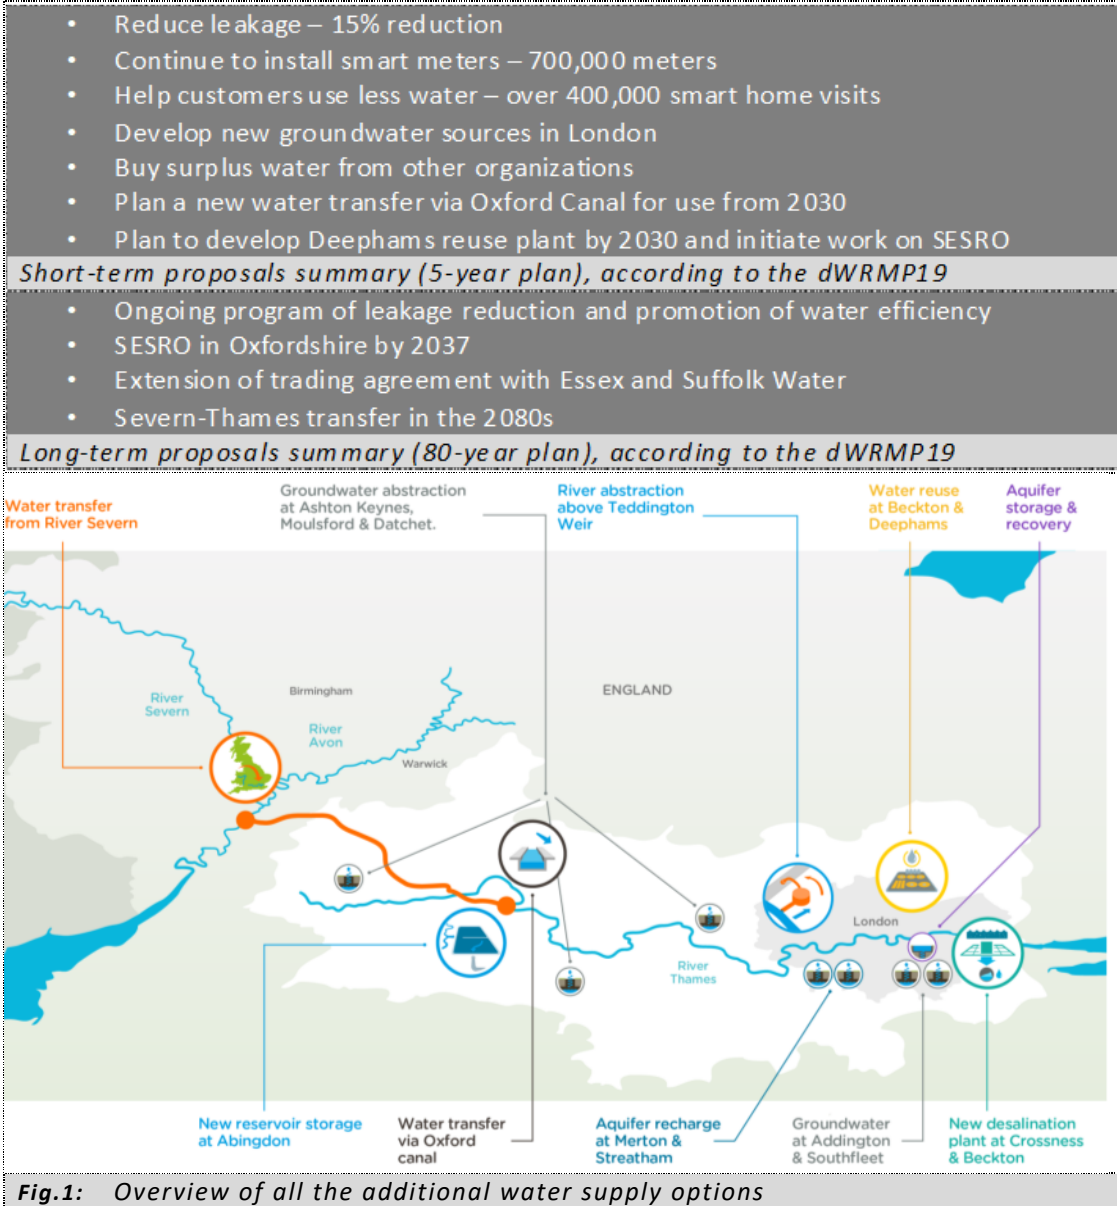 • Reduce leakage – 15% reduction
• Continue to install smart meters – 700,000 meters
• Help customers use less water – over 400,000 smart home visits
• Develop new groundwater sources in London
• Buy surplus water from other organizations
• Plan a new water transfer via Oxford Canal for use from 2030
• Plan to develop Deephams reuse plant by 2030 and initiate work on SESRO
Short-term proposals summary (5-year plan), according to the dWRMP19
• Ongoing program of leakage reduction and promotion of water efficiency
• SESRO in Oxfordshire by 2037
• Extension of trading agreement with Essex and Suffolk Water
• Severn-Thames transfer in the 2080s
Long-term proposals summary (80-year plan), according to the dWRMP19
Water transfer
from River Severn
Groundwater abstraction
at Ashton Keynes,
Moulsford & Datchet.
River abstraction
above Teddington
Weir
Water reuse
at Beckton &
Deephams
Aquifer
storage &
recovery
River
Severn
Birmingham
River
Avon
Warwick
ENGLAND
London
River
Thames
New reservoir storage
at Abingdon
Water transfer
via Oxford
canal
Aquifer recharge
at Merton &
Streatham
Groundwater
at Addington
& Southfleet
New desalination
plant at Crossness
& Beckton
Fig.1: Overview of all the additional water supply options